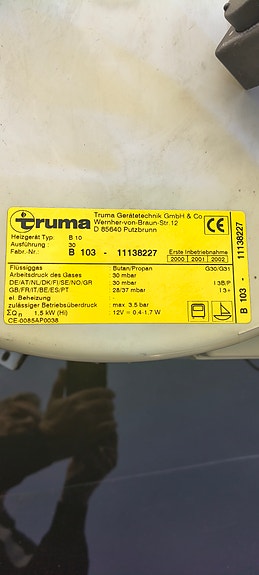 truma
Truma Gerätetechnik GmbH & Co
Wernher-von-Braun-Str.12
D 85640 Putzbrunn
CE
Heizgerät Typ: B 10
Ausführung: 30
Fabr.-Nr.: B 103 - 11138227
Erste Inbetriebnahme
2000 2001 2002
Flüssiggas Butan/Propan G30/G31
Arbeitsdruck des Gases 30 mbar
DE/AT/NL/DK/FI/SE/NO/GR 30 mbar I 3B/P
GB/FR/IT/BE/ES/PT 28/37 mbar I 3+
el. Beheizung
zulässiger Betriebsüberdruck max. 3,5 bar
ΣQn 1,5 kW (Hi) 12V = 0,4-1,7 W
CE-0085AP0038
B 103 - 11138227